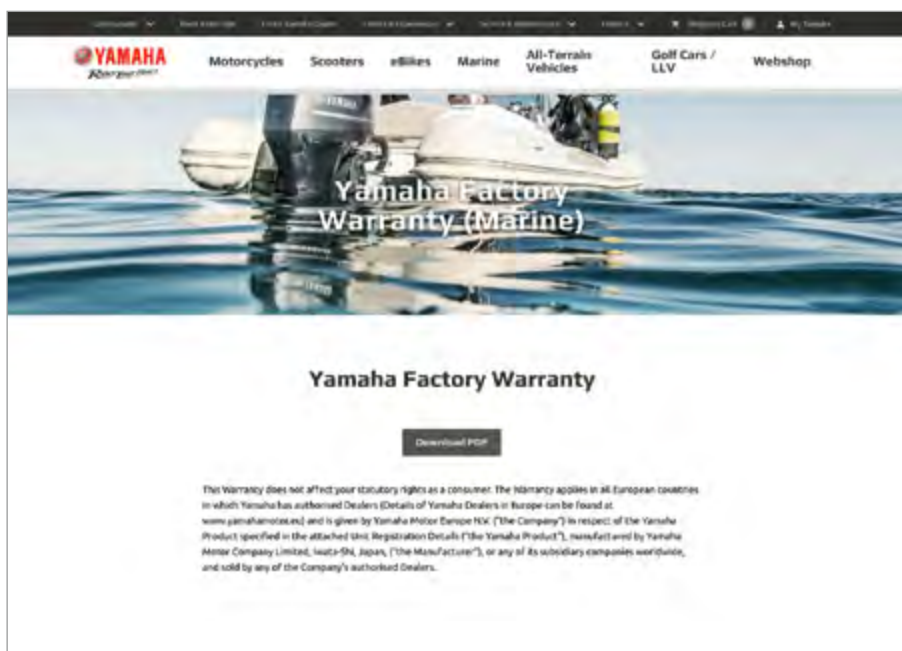 YAMAHA
Motorcycles
Scooters
eBikes
Marine
All-Terrain
Vehicles
Golf Cars /
LLV
Webshop
YAMAHA
Yamaha Factory
Warranty (Marine)
Yamaha Factory Warranty
Download PDF
This Warranty does not affect your statutory rights as a consumer. The Warranty applies in all European countries
in which Yamaha has authorised Dealers (Details of Yamaha Dealers in Europe can be found at
www.yamahamotor.eu) and is given by Yamaha Motor Europe N.V. ("the Company") in respect of the Yamaha
Product specified in the attached Unit Registration Details ("the Yamaha Product"), manufactured by Yamaha
Motor Company Limited, Iwata-Shi, Japan, ("the Manufacturer"), or any of its subsidiary companies worldwide,
and sold by any of the Company's authorised Dealers.